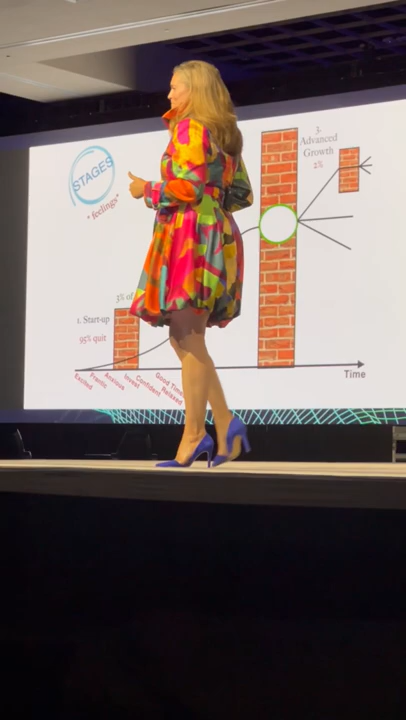 STAGES
"feelings"
3-
Advanced
Growth
2%
3% of
1. Start-up
95% quit
Excited
Frantic
Anxious
Invest
Confident
Good Time
Relaxed
Time